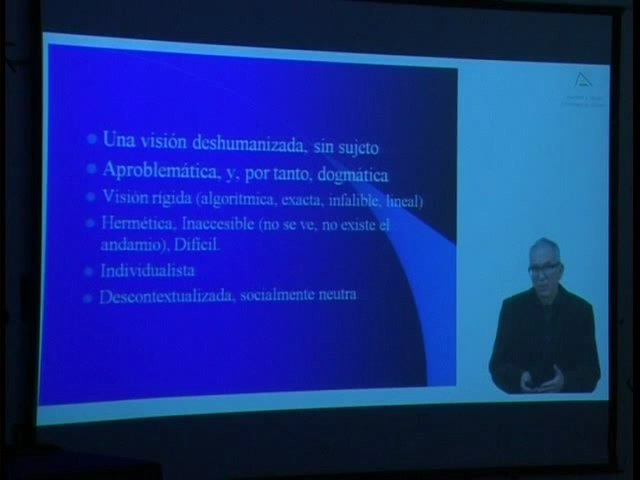 Una visión deshumanizada, sin sujeto
Aproblemática, y, por tanto, dogmática
Visión rígida (algorítmica, exacta, infalible, lineal)
Hermética, Inaccesible (no se ve, no existe el
andamio), Difícil.
Individualista
Descontextualizada, socialmente neutra